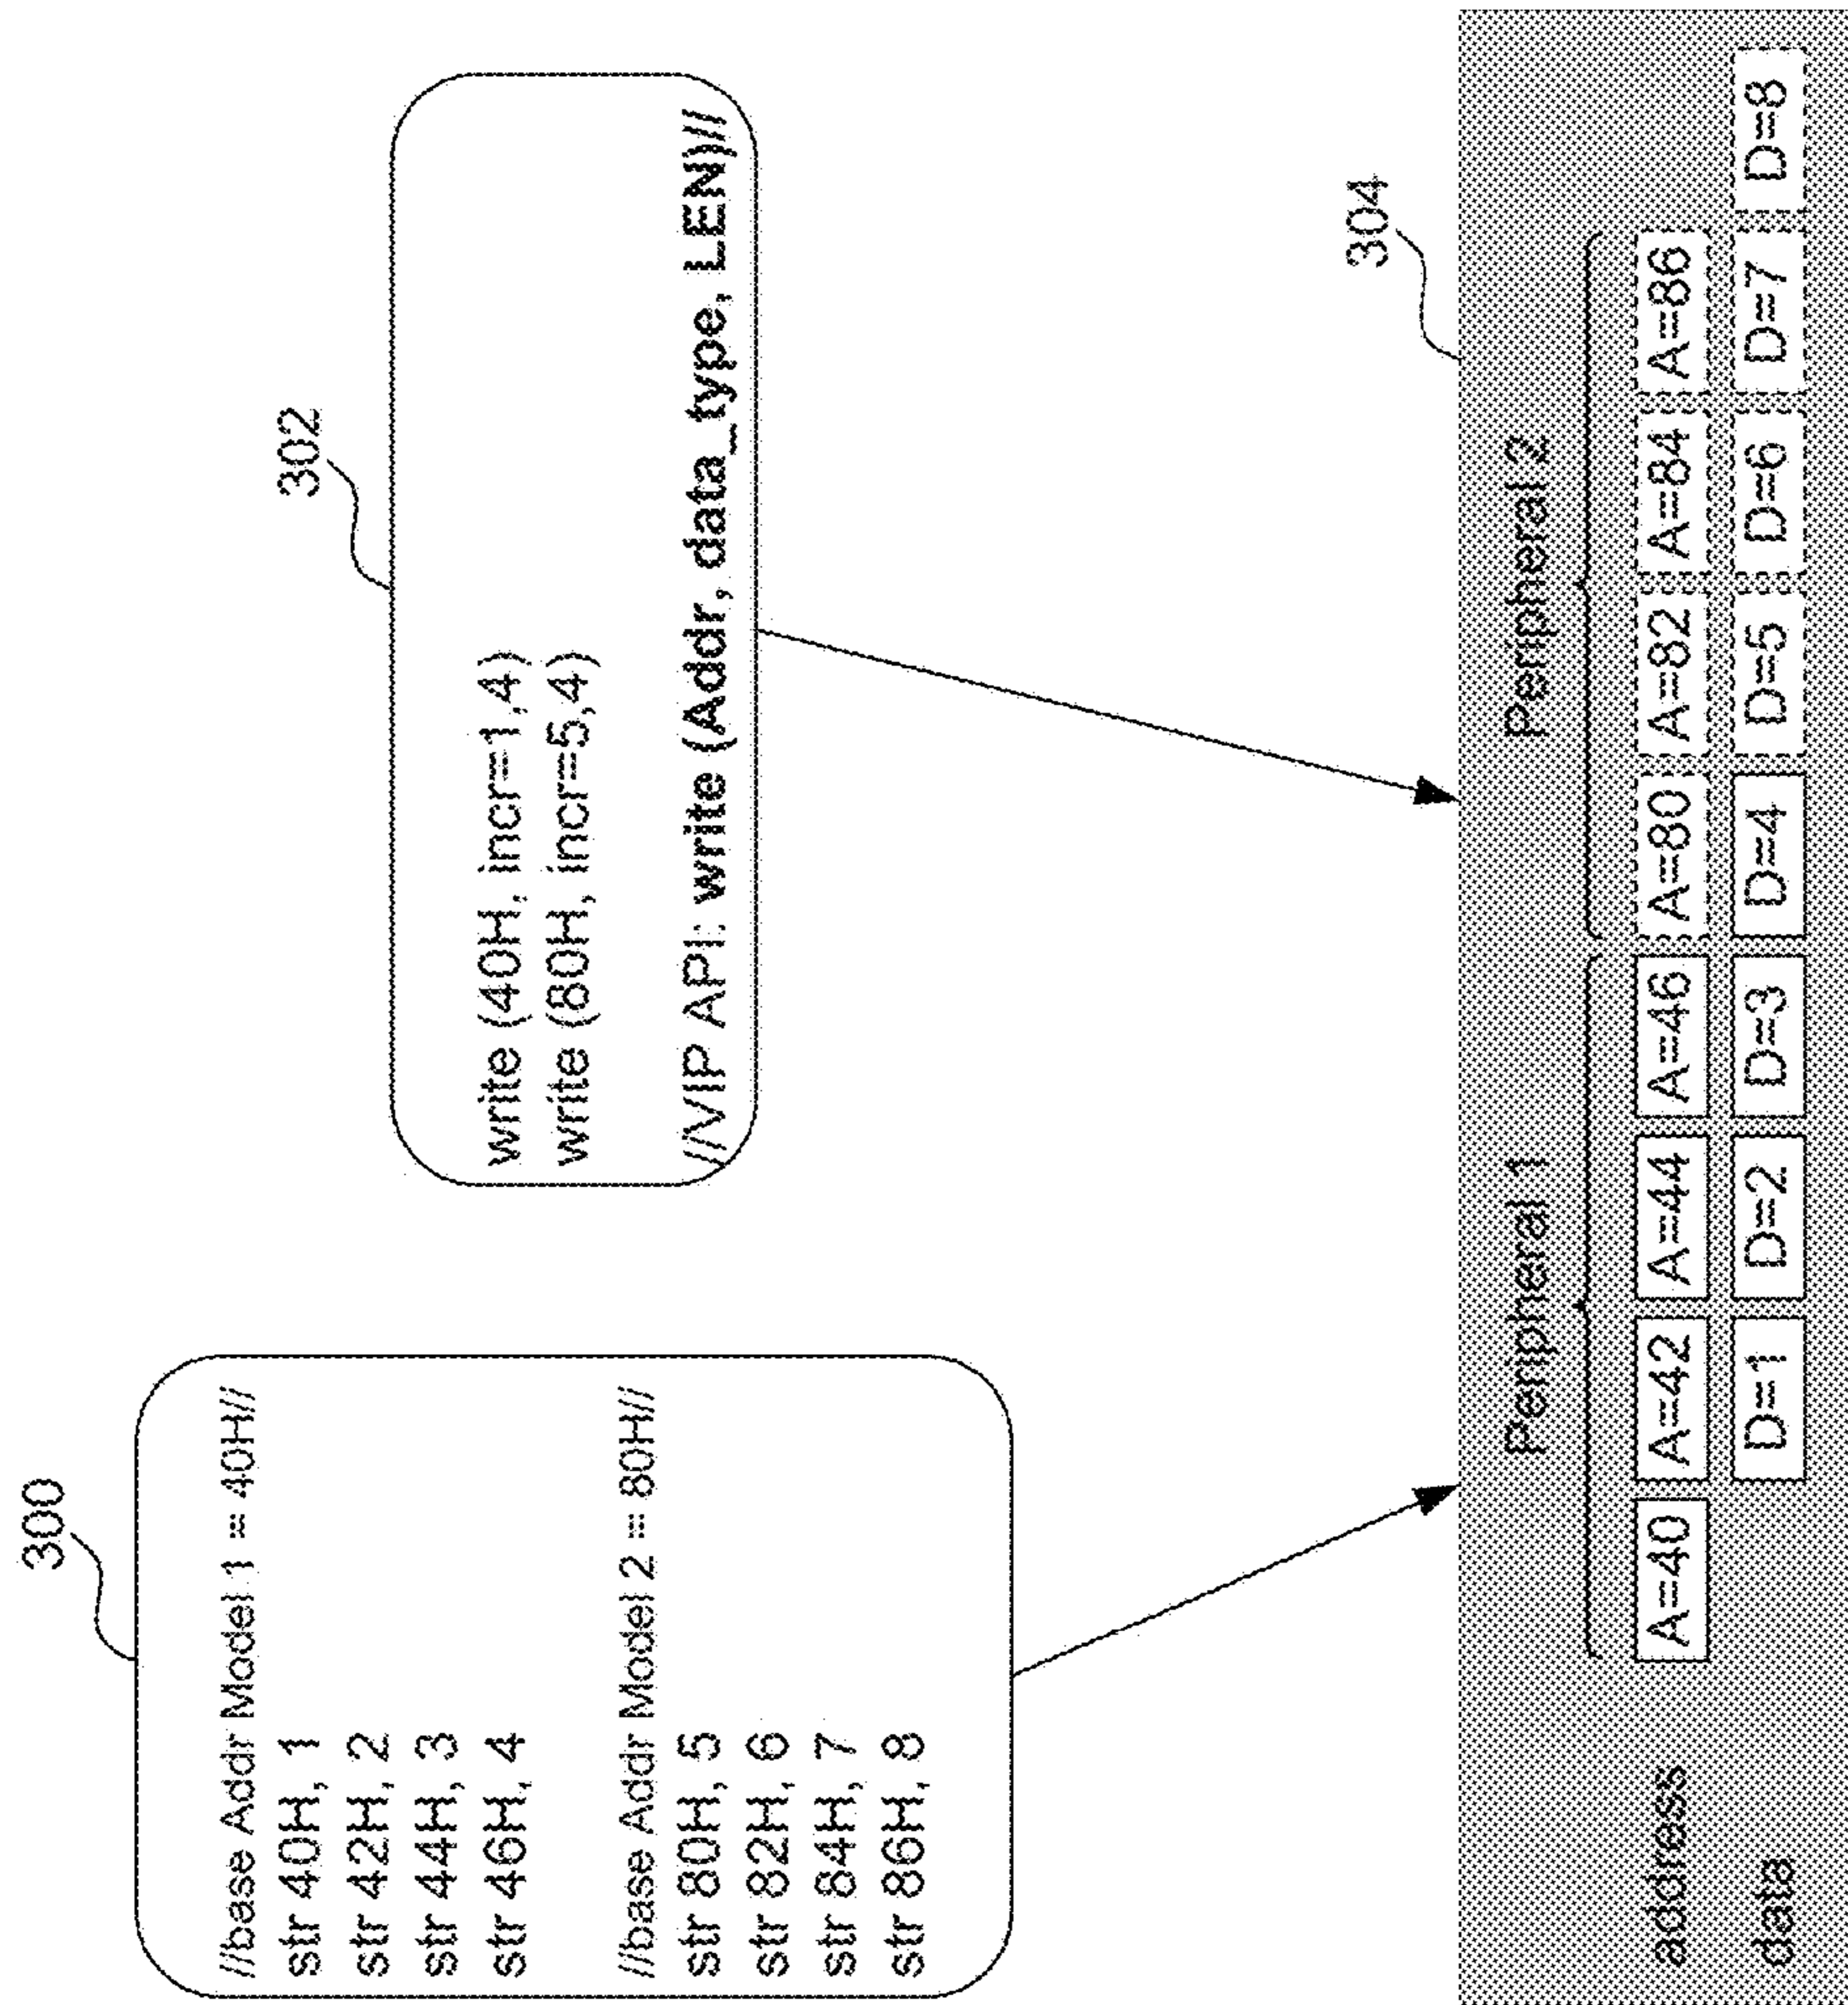 300
//base Addr Model 1 = 40H//
str 40H, 1
str 42H, 2
str 44H, 3
str 46H, 4
//base Addr Model 2 = 80H//
str 80H, 5
str 82H, 6
str 84H, 7
str 86H, 8
302
write (40H, incr=1,4)
write (80H, incr=5,4)
//VIP API: write (Addr, data_type, LEN)//
304
Peripheral 1 Peripheral 2
address A=40 A=42 A=44 A=46 A=80 A=82 A=84 A=86
data D=1 D=2 D=3 D=4 D=5 D=6 D=7 D=8